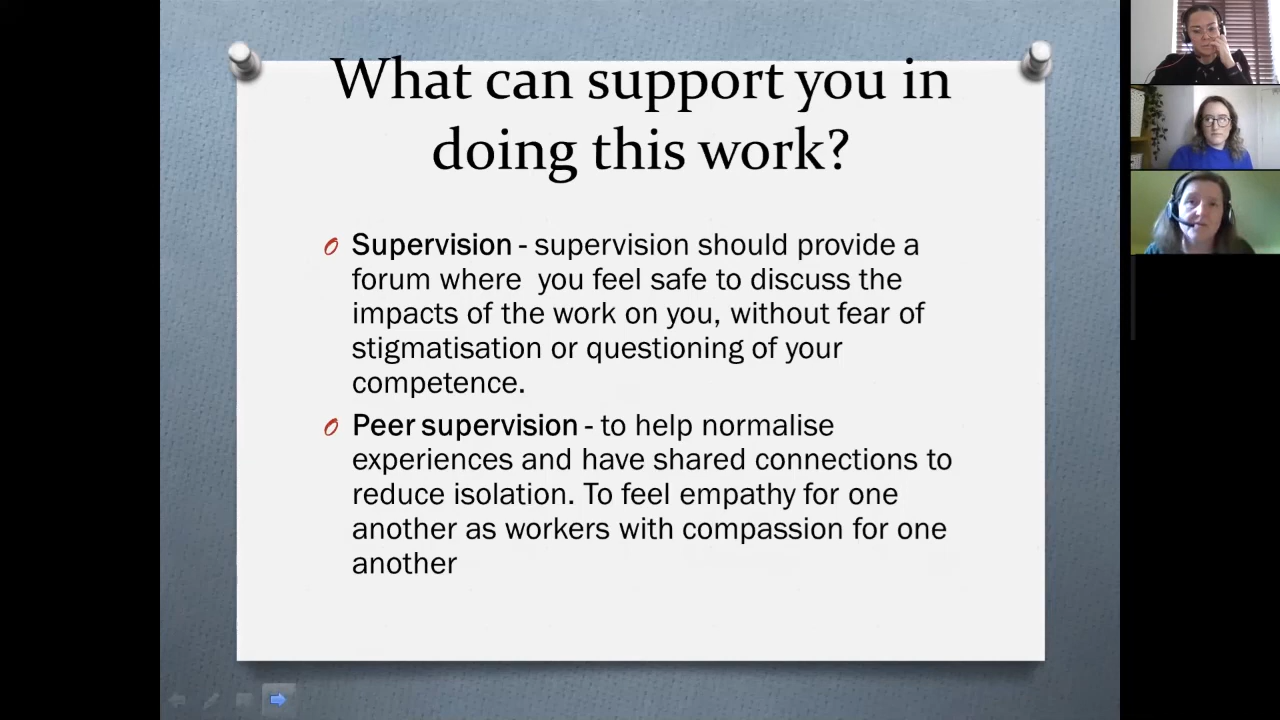 What can support you in
doing this work?
Supervision - supervision should provide a
forum where  you feel safe to discuss the
impacts of the work on you, without fear of
stigmatisation or questioning of your
competence.
Peer supervision - to help normalise
experiences and have shared connections to
reduce isolation. To feel empathy for one
another as workers with compassion for one
another